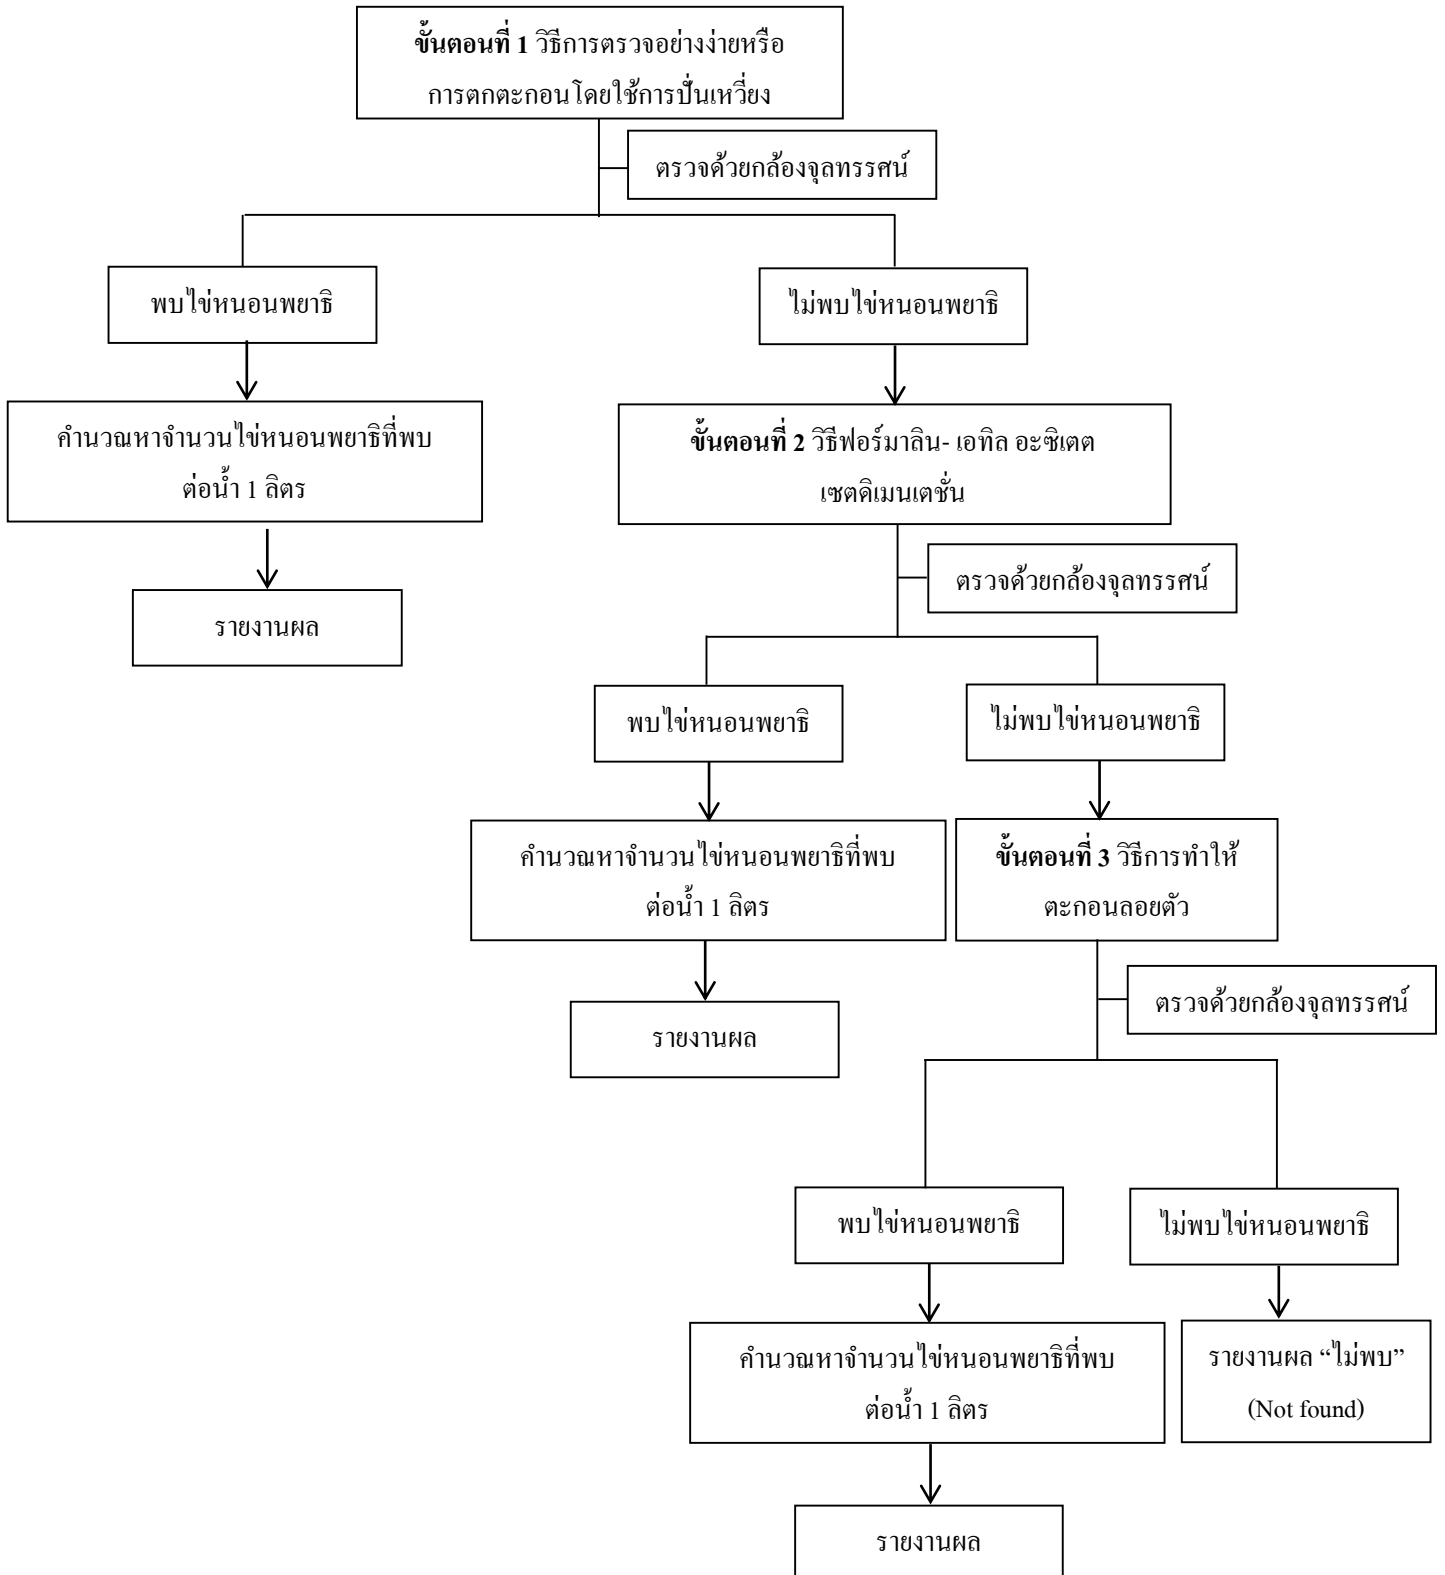 ขั้นตอนที่ 1 วิธีการตรวจอย่างง่ายหรือ
การตกตะกอนโดยใช้การปั่นเหวี่ยง
ตรวจด้วยกล้องจุลทรรศน์
พบไข่หนอนพยาธิ
ไม่พบไข่หนอนพยาธิ
คำนวณหาจำนวนไข่หนอนพยาธิที่พบ
ต่อน้ำ 1 ลิตร
ขั้นตอนที่ 2 วิธีฟอร์มาลิน- เอทิล อะซิเตต
เซตดิเมนเตชั่น
ตรวจด้วยกล้องจุลทรรศน์
รายงานผล
พบไข่หนอนพยาธิ
ไม่พบไข่หนอนพยาธิ
คำนวณหาจำนวนไข่หนอนพยาธิที่พบ
ต่อน้ำ 1 ลิตร
ขั้นตอนที่ 3 วิธีการทำให้
ตะกอนลอยตัว
ตรวจด้วยกล้องจุลทรรศน์
รายงานผล
พบไข่หนอนพยาธิ
ไม่พบไข่หนอนพยาธิ
คำนวณหาจำนวนไข่หนอนพยาธิที่พบ
ต่อน้ำ 1 ลิตร
รายงานผล “ไม่พบ”
(Not found)
รายงานผล